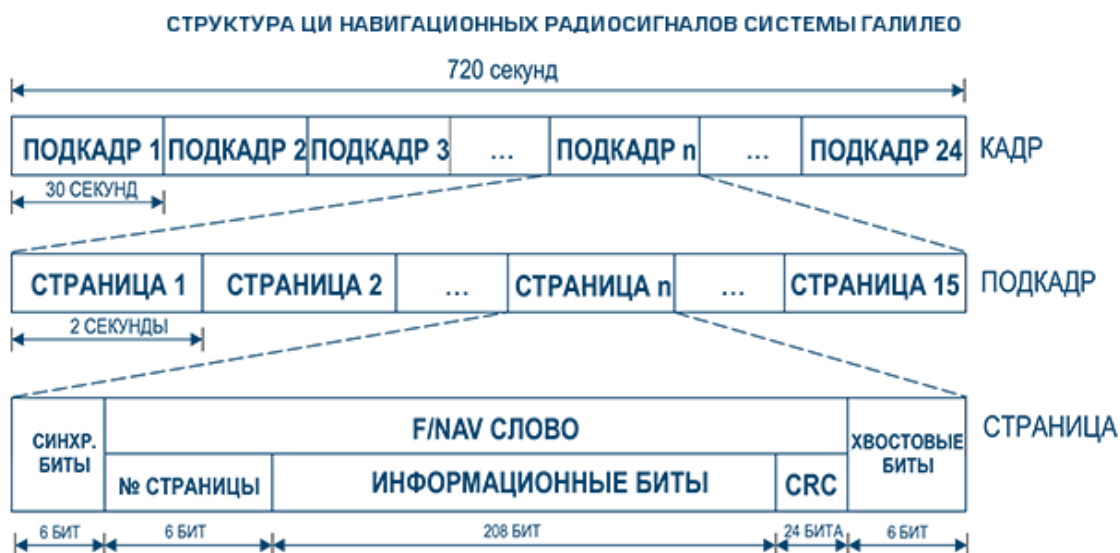 СТРУКТУРА ЦИ НАВИГАЦИОННЫХ РАДИОСИГНАЛОВ СИСТЕМЫ ГАЛИЛЕО
720 секунд
ПОДКАДР 1 ПОДКАДР 2 ПОДКАДР 3 ... ПОДКАДР n ... ПОДКАДР 24 КАДР
30 СЕКУНД
СТРАНИЦА 1 СТРАНИЦА 2 ... СТРАНИЦА n ... СТРАНИЦА 15 ПОДКАДР
2 СЕКУНДЫ
СИНХР.
БИТЫ
F/NAV СЛОВО
ХВОСТОВЫЕ
БИТЫ
СТРАНИЦА
№ СТРАНИЦЫ ИНФОРМАЦИОННЫЕ БИТЫ CRC
6 БИТ 6 БИТ 208 БИТ 24 БИТА 6 БИТ